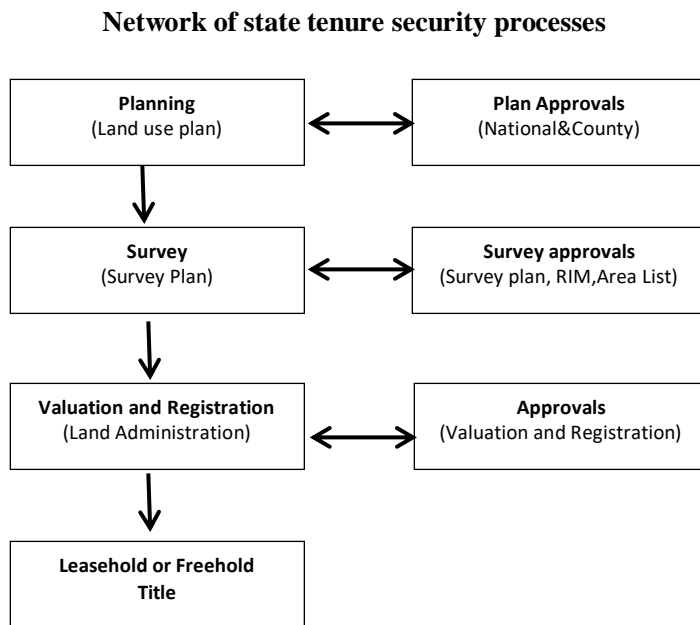 Network of state tenure security processes
Planning
(Land use plan)
Plan Approvals
(National&County)
Survey
(Survey Plan)
Survey approvals
(Survey plan, RIM,Area List)
Valuation and Registration
(Land Administration)
Approvals
(Valuation and Registration)
Leasehold or Freehold
Title